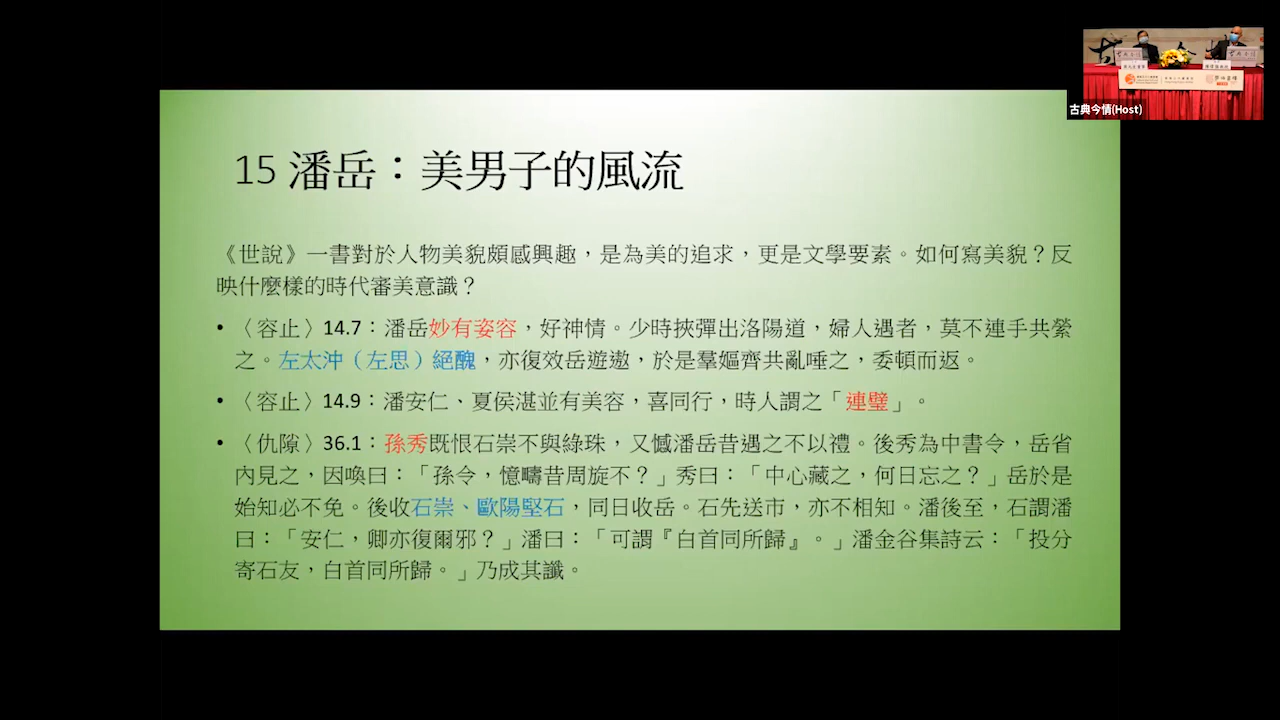 15 潘岳：美男子的風流
《世說》一書對於人物美貌頗感興趣，是為美的追求，更是文學要素。如何寫美貌？反
映什麼樣的時代審美意識？
• 〈容止〉14.7：潘岳妙有姿容，好神情。少時挾彈出洛陽道，婦人遇者，莫不連手共縈
之。左太沖（左思）絕醜，亦復效岳遊遨，於是羣嫗齊共亂唾之，委頓而返。
• 〈容止〉14.9：潘安仁、夏侯湛並有美容，喜同行，時人謂之「連璧」。
• 〈仇隙〉36.1：孫秀既恨石崇不與綠珠，又憾潘岳昔遇之不以禮。後秀為中書令，岳省
內見之，因喚曰：「孫令，憶疇昔周旋不？」秀曰：「中心藏之，何日忘之？」岳於是
始知必不免。後收石崇、歐陽堅石，同日收岳。石先送市，亦不相知。潘後至，石謂潘
曰：「安仁，卿亦復爾邪？」潘曰：「可謂『白首同所歸』。」潘金谷集詩云：「投分
寄石友，白首同所歸。」乃成其讖。
古典今情(Host)